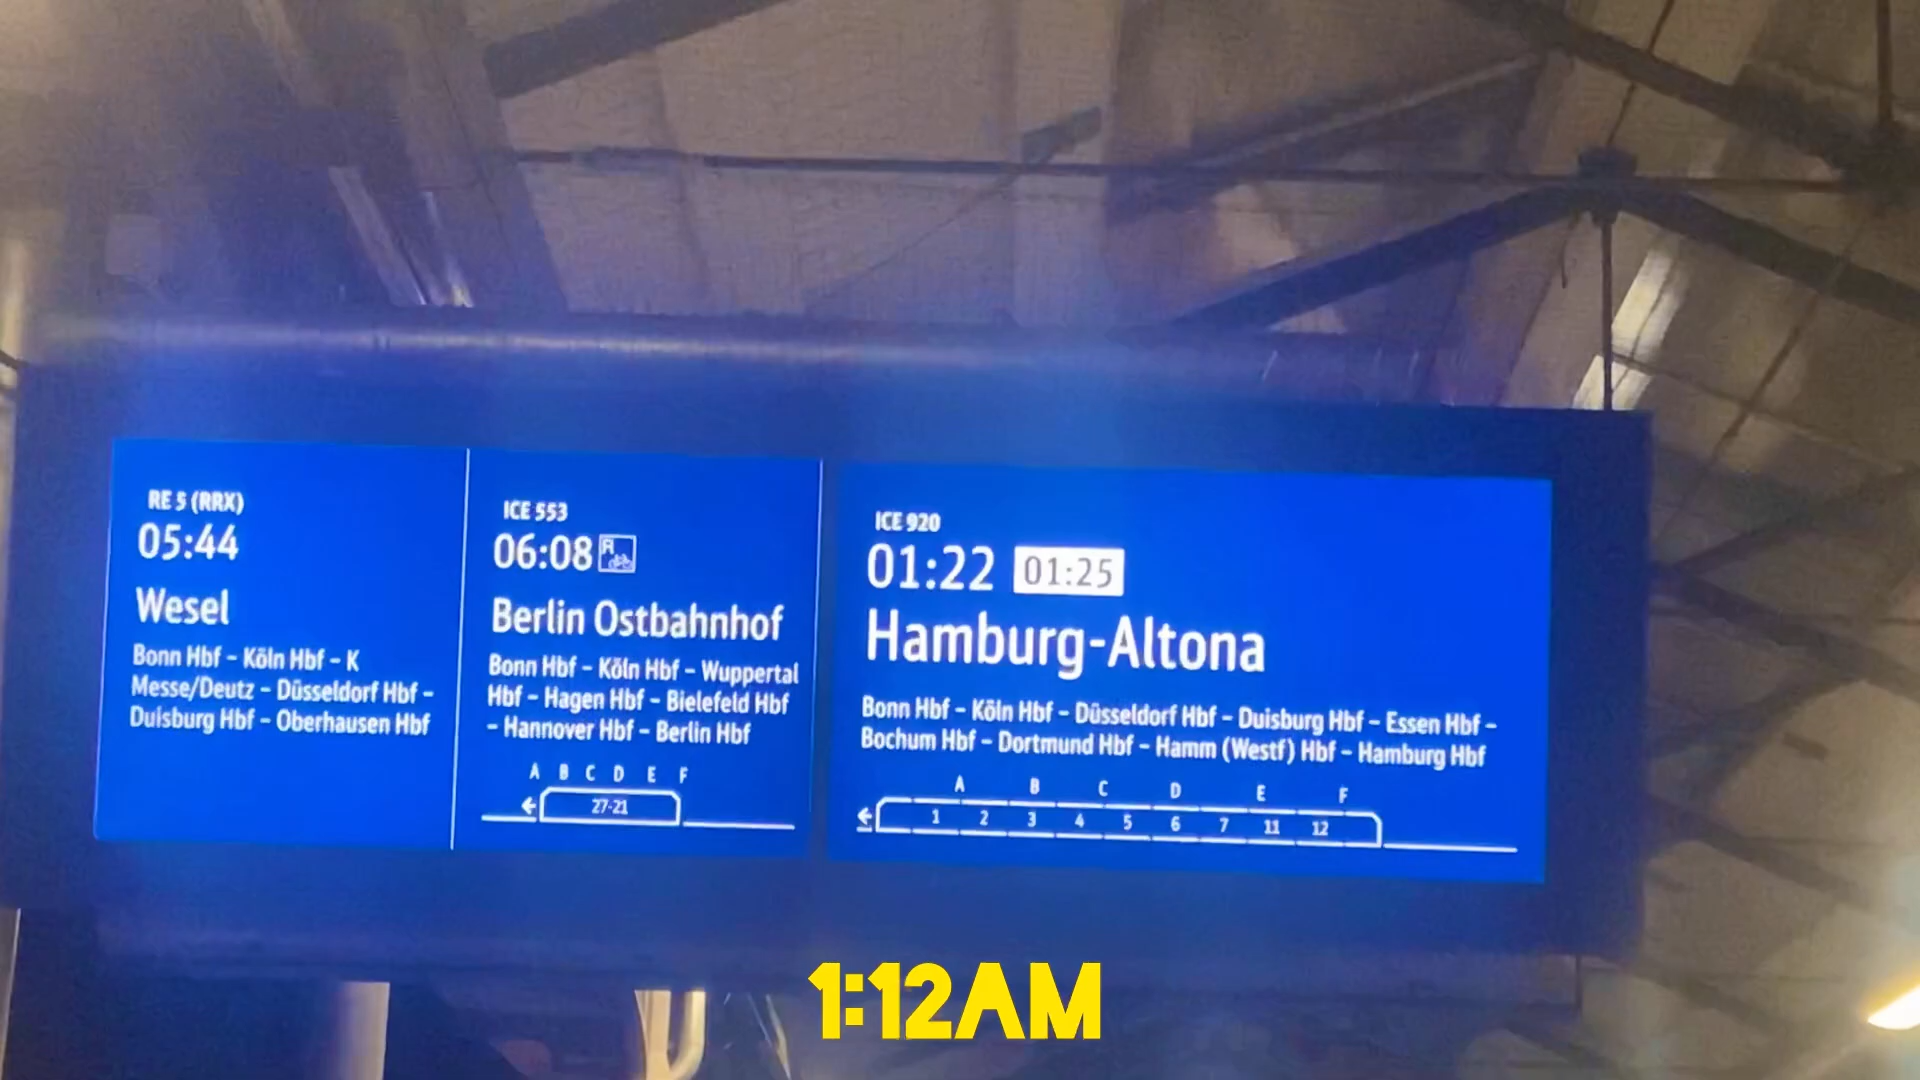 RE 5 (RRX)
05:44
Wesel
Bonn Hbf – Köln Hbf – K
Messe/Deutz – Düsseldorf Hbf –
Duisburg Hbf – Oberhausen Hbf
ICE 553
06:08 R
Berlin Ostbahnhof
Bonn Hbf – Köln Hbf – Wuppertal
Hbf – Hagen Hbf – Bielefeld Hbf
– Hannover Hbf – Berlin Hbf
A B C D E F
27-21
ICE 920
01:22 01:25
Hamburg-Altona
Bonn Hbf – Köln Hbf – Düsseldorf Hbf – Duisburg Hbf – Essen Hbf –
Bochum Hbf – Dortmund Hbf – Hamm (Westf) Hbf – Hamburg Hbf
A B C D E F
1 2 3 4 5 6 7 11 12
1:12AM